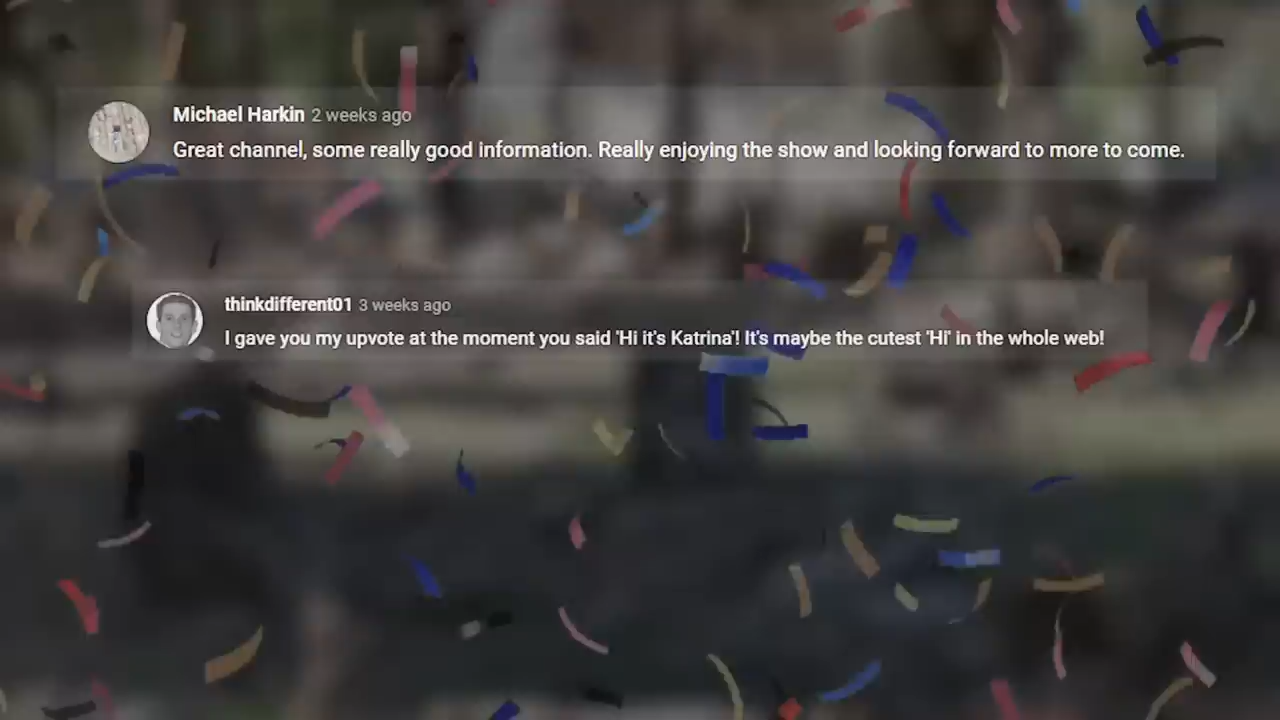 Michael Harkin 2 weeks ago
Great channel, some really good information. Really enjoying the show and looking forward to more to come.
thinkdifferent01 3 weeks ago
I gave you my upvote at the moment you said 'Hi it's Katrina'! It's maybe the cutest 'Hi' in the whole web!